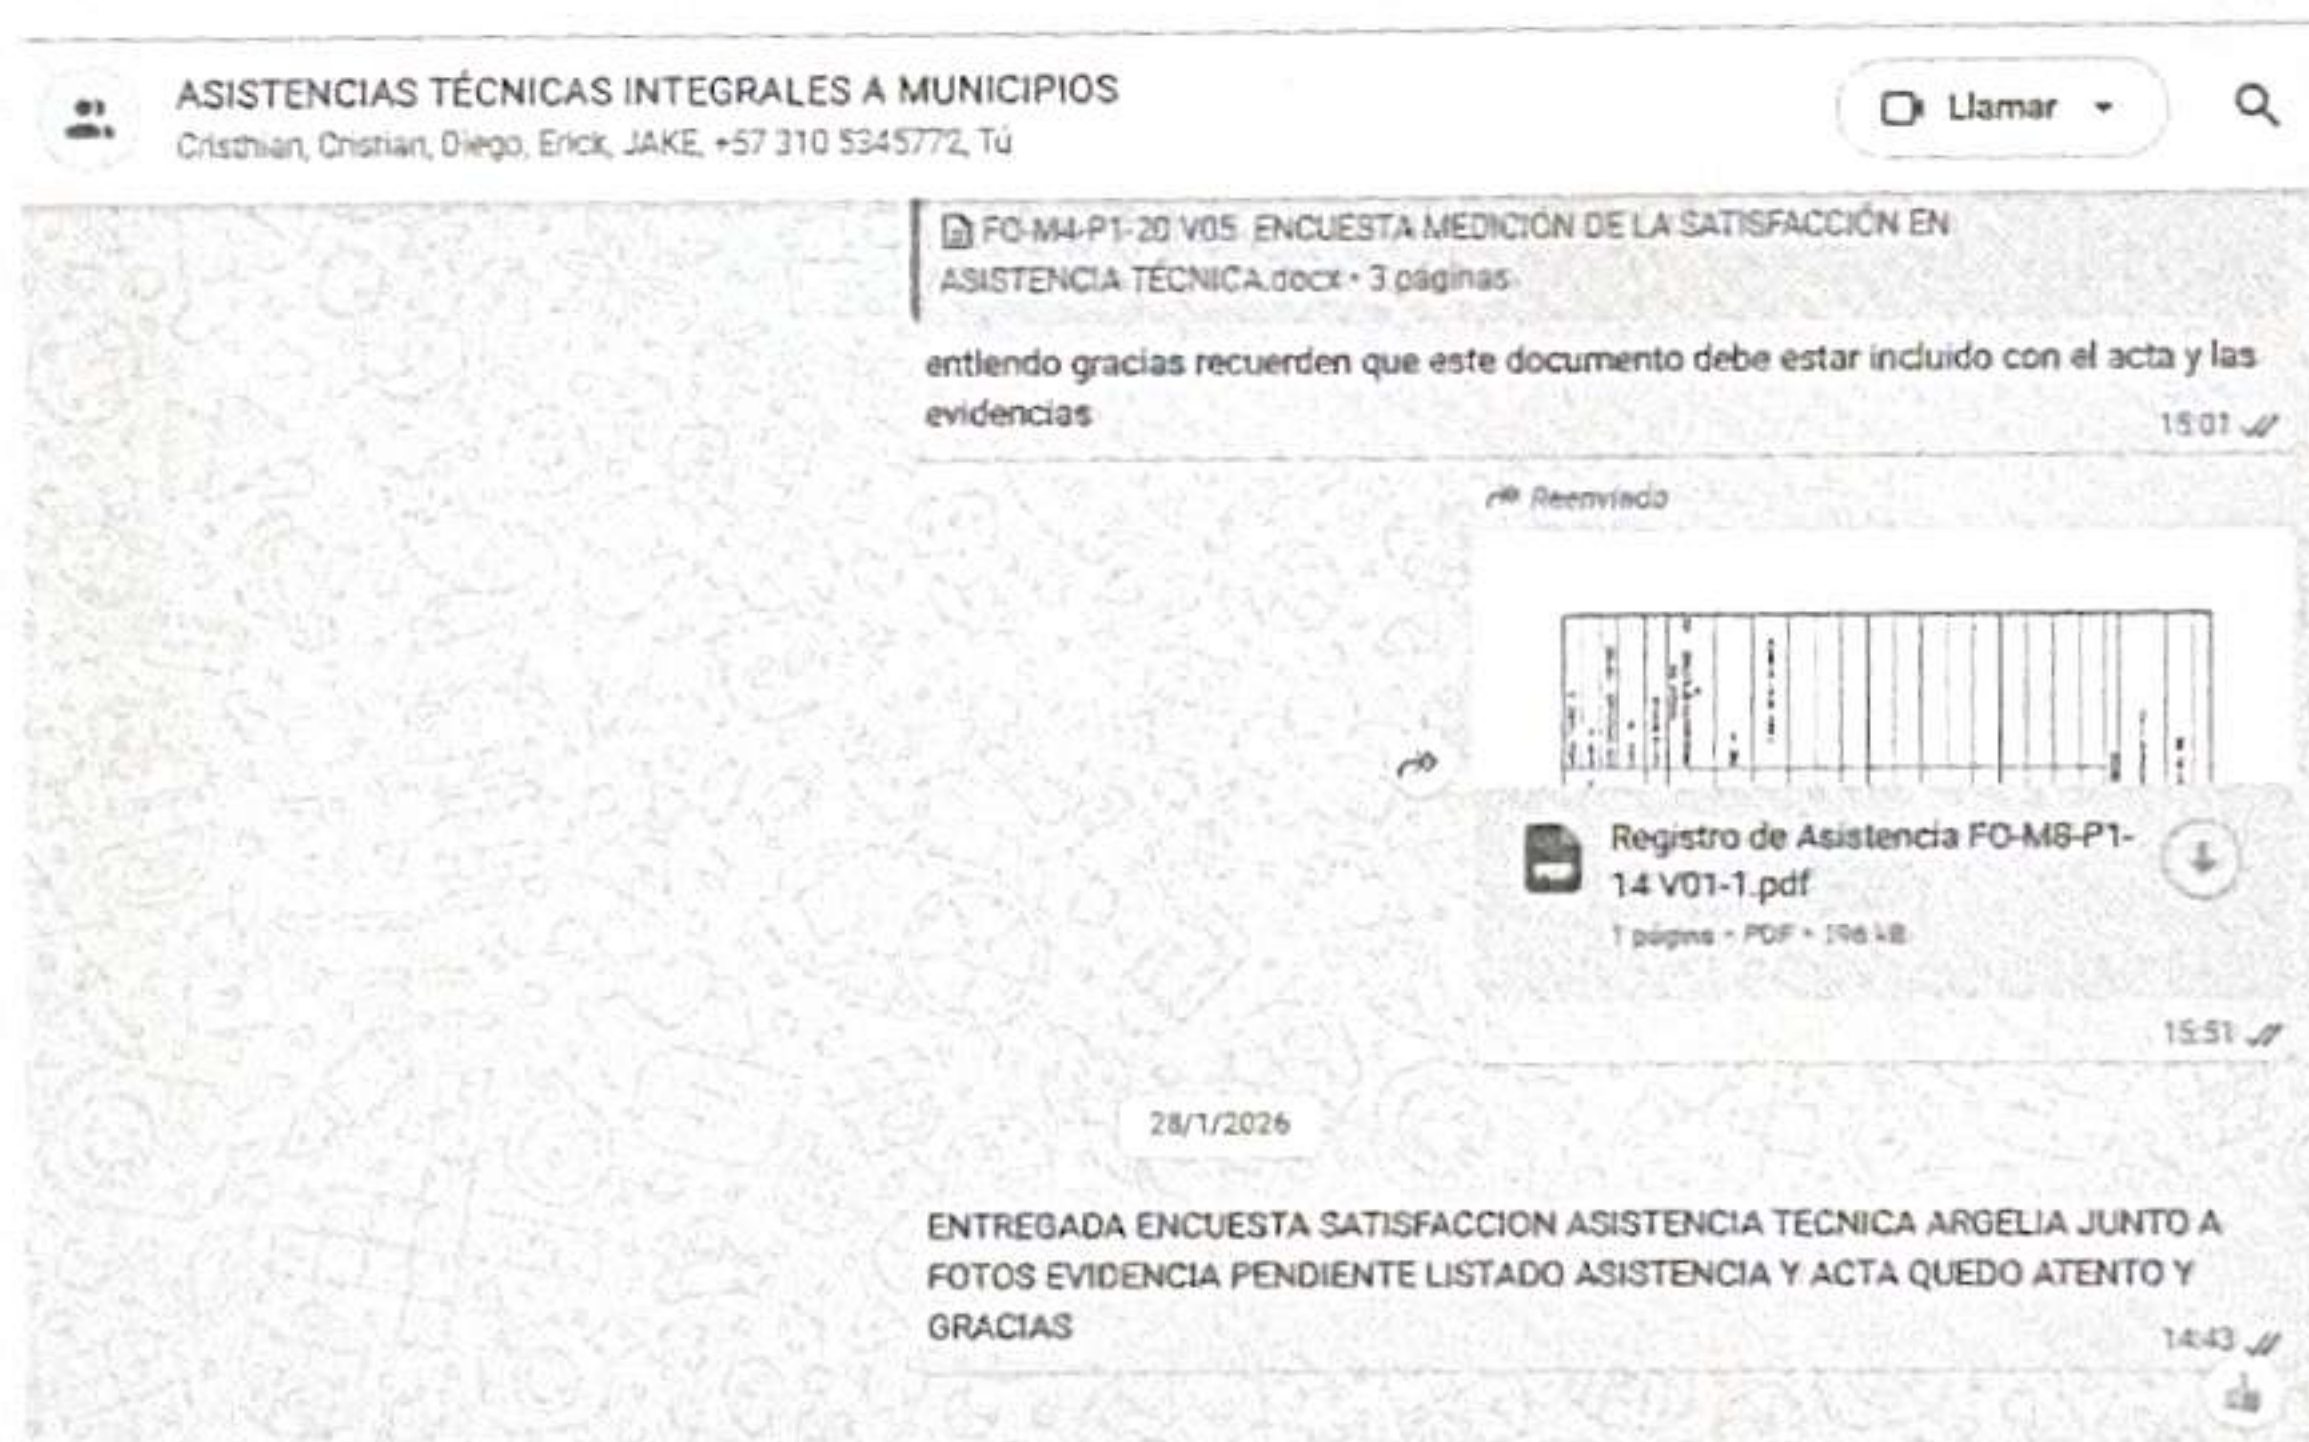 ASISTENCIAS TÉCNICAS INTEGRALES A MUNICIPIOS
Cristhian, Cristian, Diego, Erick, JAKE, +57 310 5345772, Tú
Llamar
FO-M4-P1-20 V05 ENCUESTA MEDICIÓN DE LA SATISFACCIÓN EN
ASISTENCIA TÉCNICA.docx • 3 páginas
entiendo gracias recuerden que este documento debe estar incluido con el acta y las
evidencias
15:01
Reenviado
Registro de Asistencia FO-M8-P1-
14 V01-1.pdf
1 página • PDF • 196 kB
15:51
28/1/2026
ENTREGADA ENCUESTA SATISFACCION ASISTENCIA TECNICA ARGELIA JUNTO A
FOTOS EVIDENCIA PENDIENTE LISTADO ASISTENCIA Y ACTA QUEDO ATENTO Y
GRACIAS
14:43